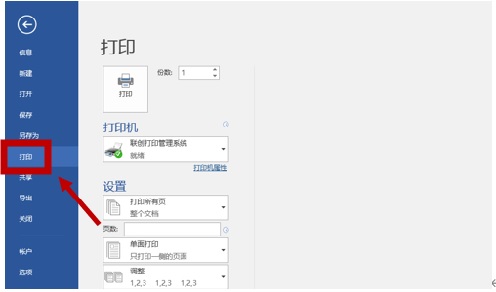 信息
新建
打开
保存
另存为
打印
共享
导出
关闭
帐户
选项
打印
份数: 1
打印
打印机
联创打印管理系统
就绪
打印机属性
设置
打印所有页
整个文档
页数:
单面打印
只打印一侧的页面
调整
1,2,3 1,2,3 1,2,3